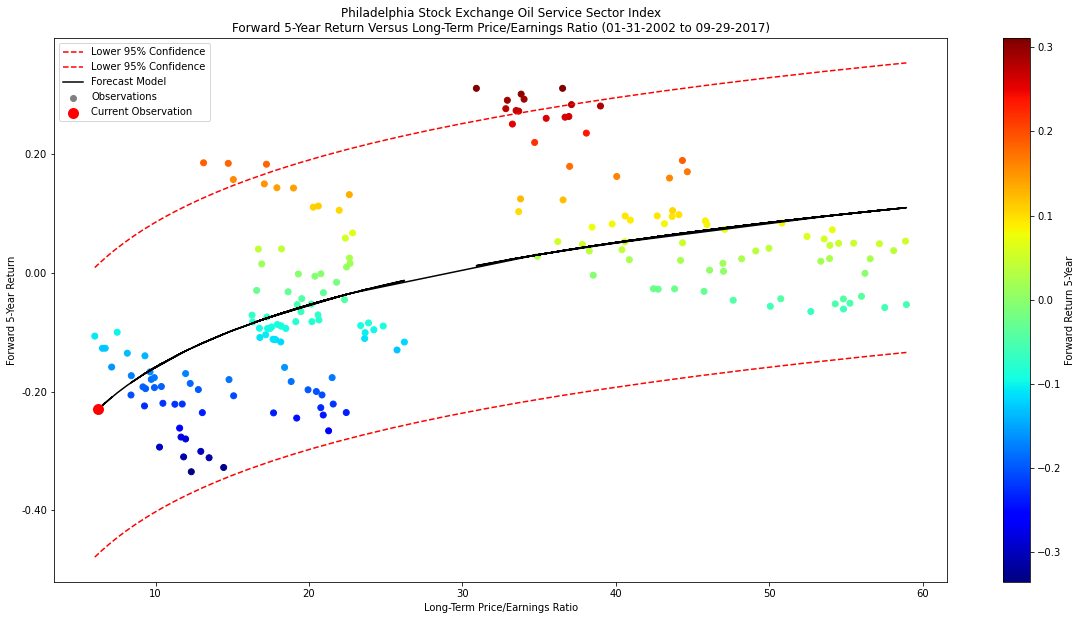 Philadelphia Stock Exchange Oil Service Sector Index
Forward 5-Year Return Versus Long-Term Price/Earnings Ratio (01-31-2002 to 09-29-2017)
Lower 95% Confidence
Lower 95% Confidence
Forecast Model
Observations
Current Observation
Forward 5-Year Return
0.20
0.00
-0.20
-0.40
10
20
30
40
50
60
Long-Term Price/Earnings Ratio
0.3
0.2
0.1
0.0
−0.1
−0.2
−0.3
Forward Return 5-Year